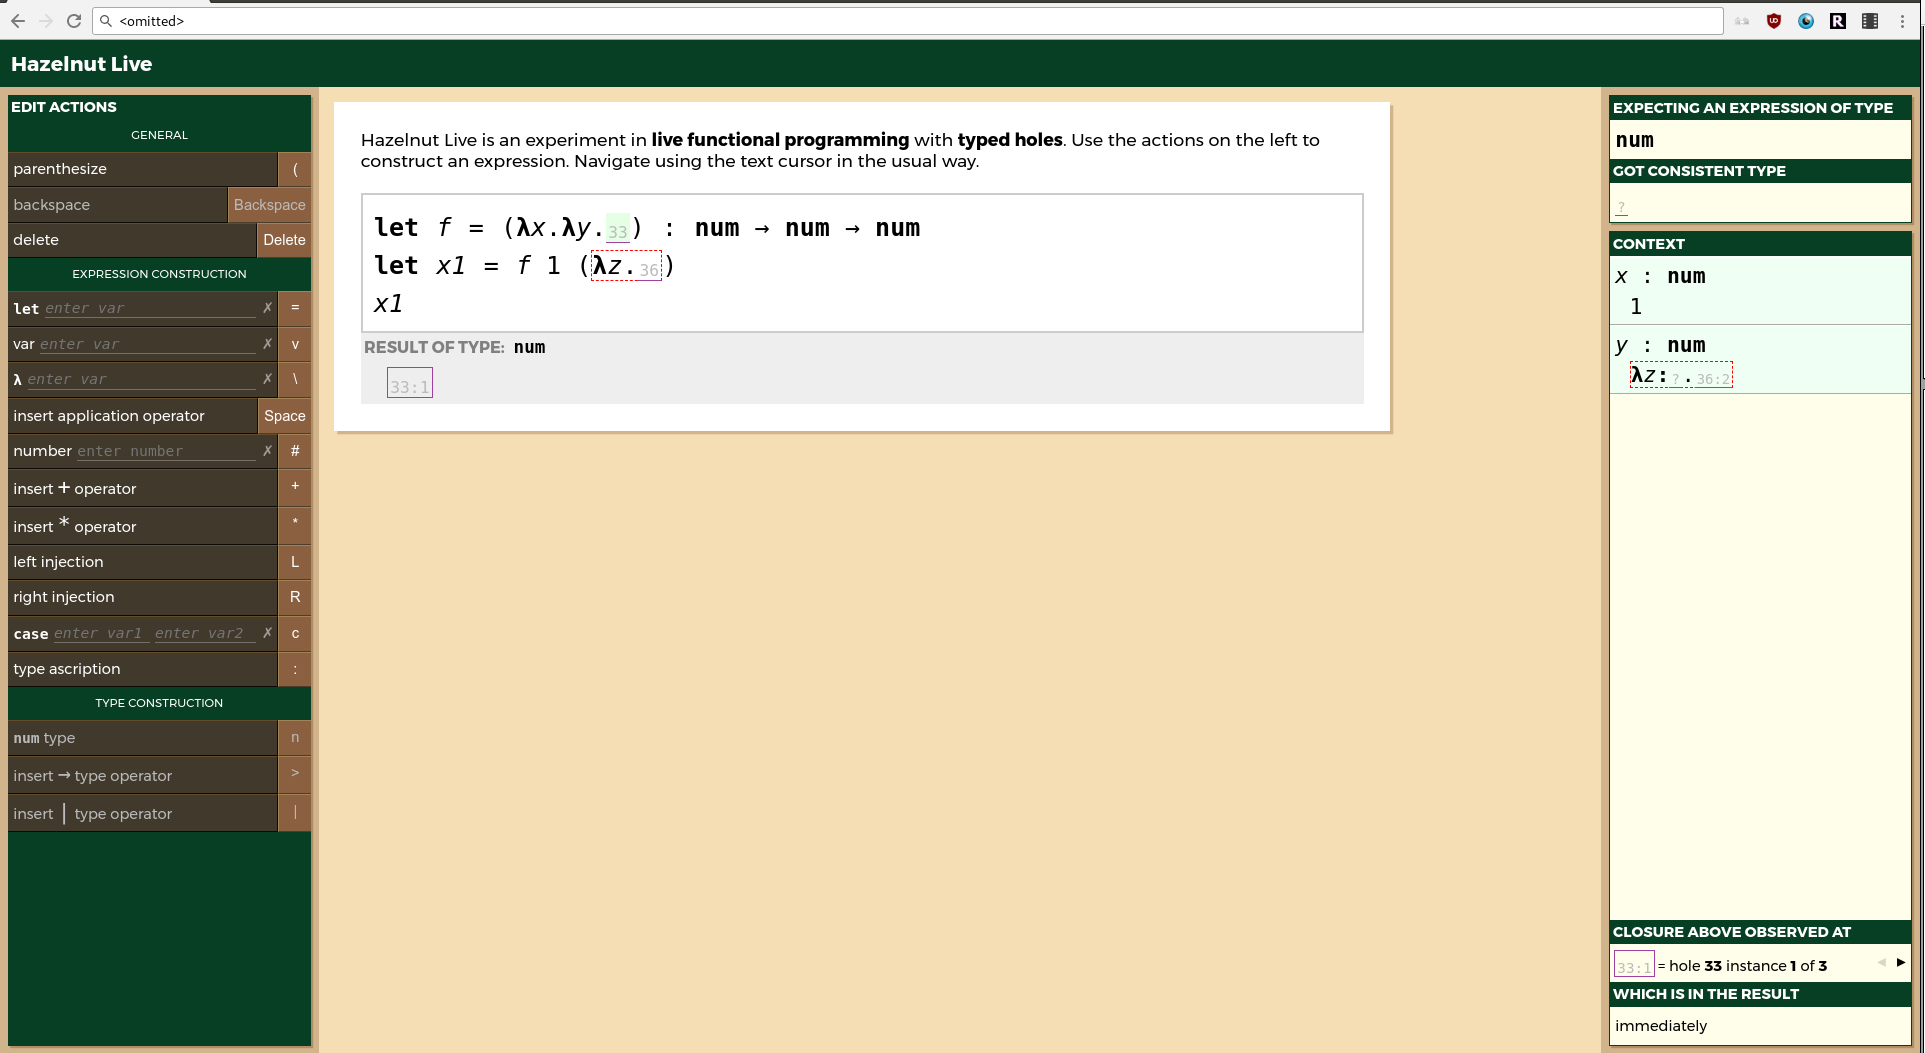 <omitted>
Hazelnut Live
EDIT ACTIONS
GENERAL
parenthesize (
backspace Backspace
delete Delete
EXPRESSION CONSTRUCTION
let enter var ✗ =
var enter var ✗ v
λ enter var ✗ \
insert application operator Space
number enter number ✗ #
insert + operator +
insert * operator *
left injection L
right injection R
case enter var1 enter var2 ✗ c
type ascription :
TYPE CONSTRUCTION
num type n
insert → type operator >
insert | type operator |
Hazelnut Live is an experiment in live functional programming with typed holes. Use the actions on the left to
construct an expression. Navigate using the text cursor in the usual way.
let f = (λx.λy.33) : num → num → num
let x1 = f 1 (λz.36)
x1
RESULT OF TYPE: num
33:1
EXPECTING AN EXPRESSION OF TYPE
num
GOT CONSISTENT TYPE
?
CONTEXT
x : num
1
y : num
λz:?.36:2
CLOSURE ABOVE OBSERVED AT
33:1 = hole 33 instance 1 of 3 ◀ ▶
WHICH IS IN THE RESULT
immediately